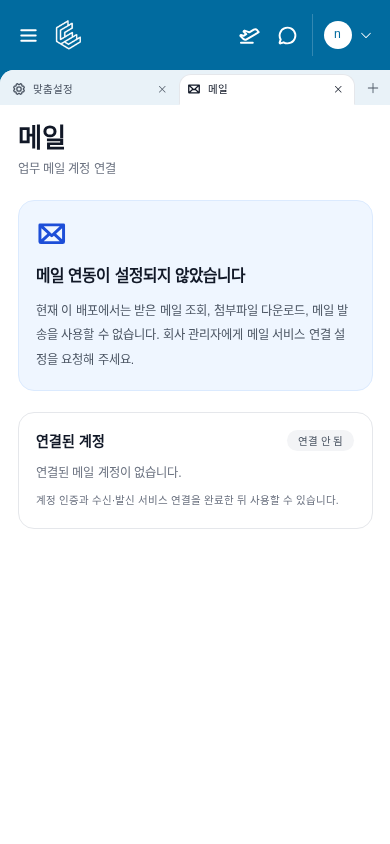 n
맞춤설정
메일
메일
업무 메일 계정 연결
메일 연동이 설정되지 않았습니다
현재 이 배포에서는 받은 메일 조회, 첨부파일 다운로드, 메일 발
송을 사용할 수 없습니다. 회사 관리자에게 메일 서비스 연결 설
정을 요청해 주세요.
연결된 계정
연결 안 됨
연결된 메일 계정이 없습니다.
계정 인증과 수신·발신 서비스 연결을 완료한 뒤 사용할 수 있습니다.